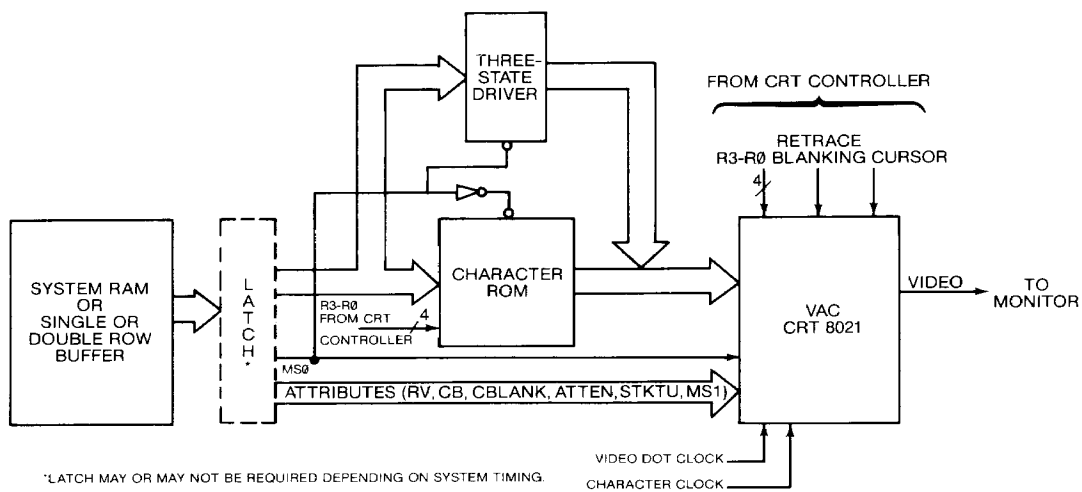 THREE-
STATE
DRIVER
FROM CRT CONTROLLER
RETRACE
R3-RØ BLANKING CURSOR
4
SYSTEM RAM
OR
SINGLE OR
DOUBLE ROW
BUFFER
LATCH*
CHARACTER
ROM
R3-RØ
FROM CRT
CONTROLLER
4
MSØ
ATTRIBUTES (RV, CB, CBLANK, ATTEN, STKTU, MS1)
VAC
CRT 8021
VIDEO
TO
MONITOR
VIDEO DOT CLOCK
CHARACTER CLOCK
*LATCH MAY OR MAY NOT BE REQUIRED DEPENDING ON SYSTEM TIMING.